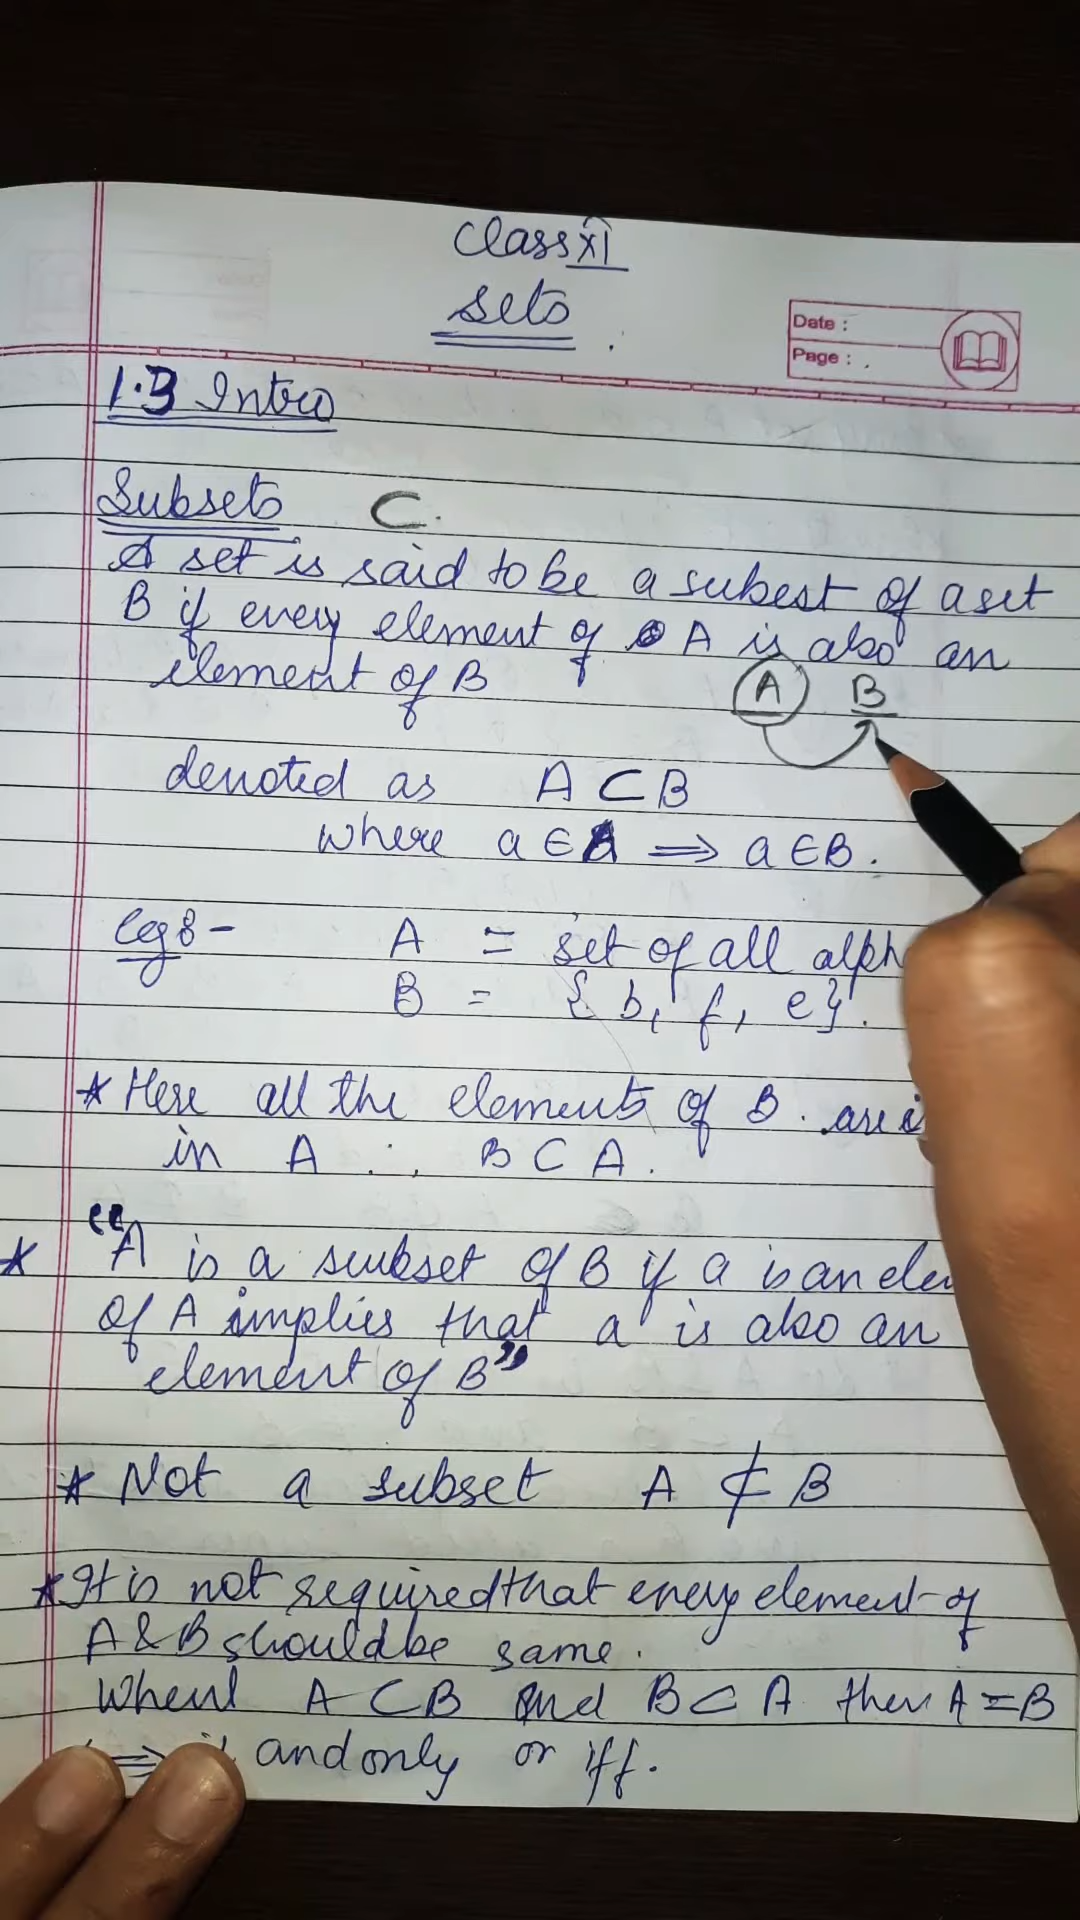 Class XI
Sets
Date :
Page :
1.3 Intro
Subsets C
A set is said to be a subest of a set
B if every element of A is also an
element of B
A B
denoted as A ⊂ B
where a ∈ A ⟹ a ∈ B.
eg:- A = set of all alph
B = { b, f, e}.
* Here all the elements of B . are
in A ∴ B ⊂ A.
* "A is a subset of B if a is an ele
of A implies that a is also an
element of B"
* Not a subset A ⊄ B
* It is not required that every element of
A & B should be same.
When A ⊂ B and B ⊂ A then A = B
and only or iff.